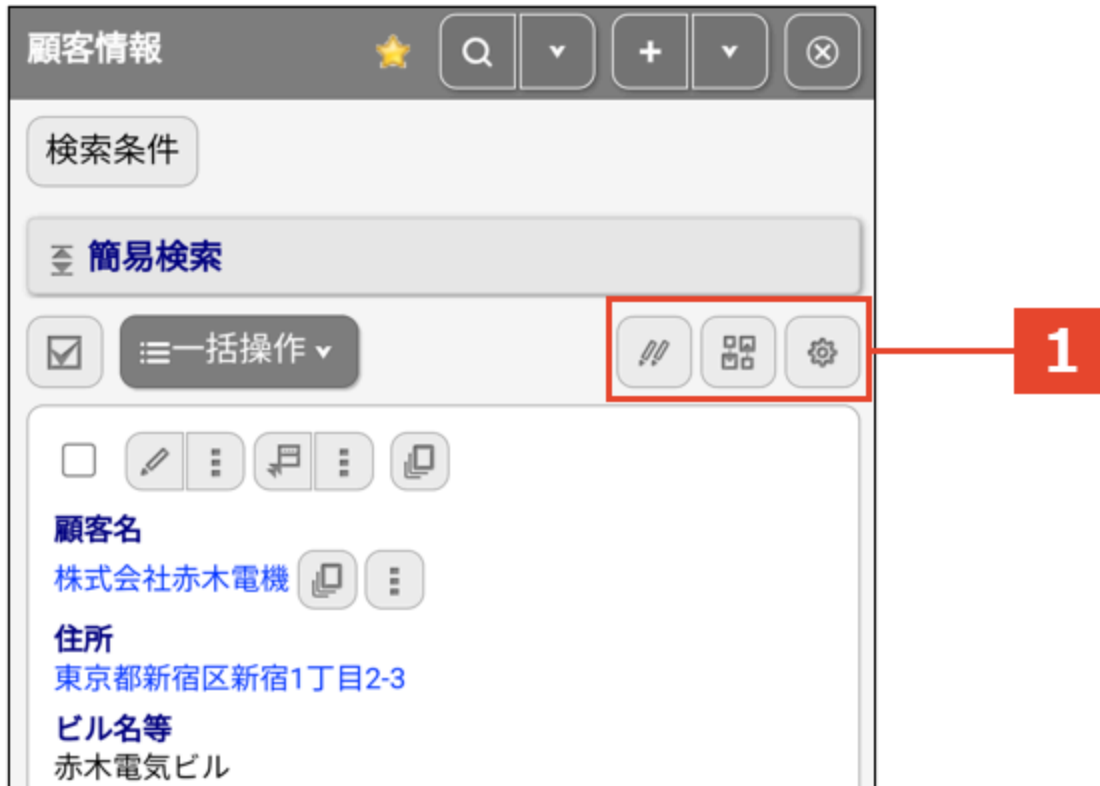 顧客情報
検索条件
簡易検索
一括操作
1
顧客名
株式会社赤木電機
住所
東京都新宿区新宿1丁目2-3
ビル名等
赤木電気ビル